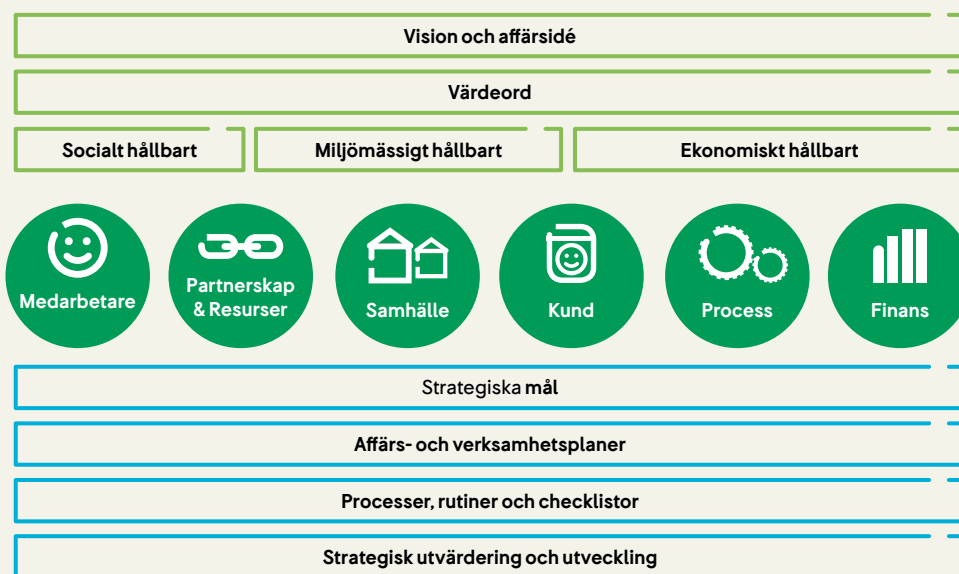 Vision och affärsidé
Värdeord
Socialt hållbart
Miljömässigt hållbart
Ekonomiskt hållbart
Medarbetare
Partnerskap
& Resurser
Samhälle
Kund
Process
Finans
Strategiska mål
Affärs- och verksamhetsplaner
Processer, rutiner och checklistor
Strategisk utvärdering och utveckling